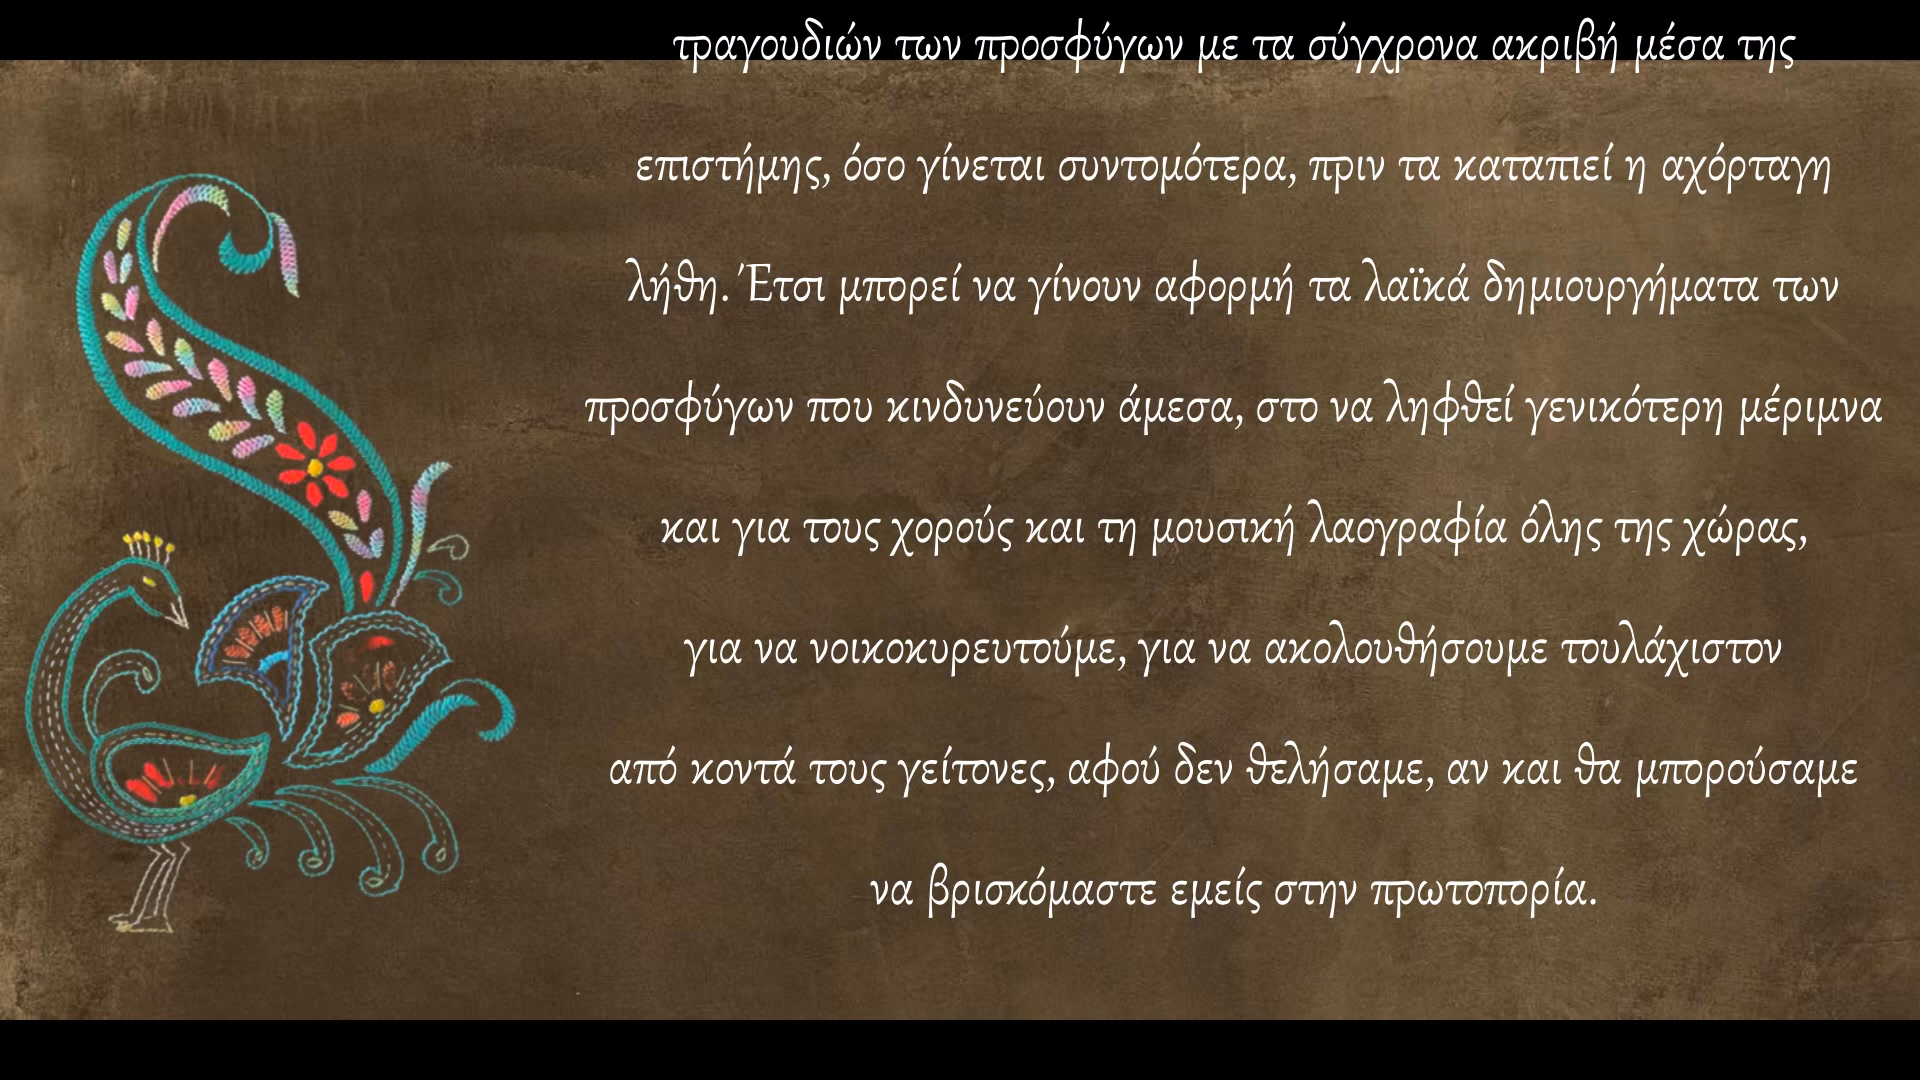 τραγουδιών των προσφύγων με τα σύγχρονα ακριβή μέσα της
επιστήμης, όσο γίνεται συντομότερα, πριν τα καταπιεί η αχόρταγη
λήθη. Έτσι μπορεί να γίνουν αφορμή τα λαϊκά δημιουργήματα των
προσφύγων που κινδυνεύουν άμεσα, στο να ληφθεί γενικότερη μέριμνα
και για τους χορούς και τη μουσική λαογραφία όλης της χώρας,
για να νοικοκυρευτούμε, για να ακολουθήσουμε τουλάχιστον
από κοντά τους γείτονες, αφού δεν θελήσαμε, αν και θα μπορούσαμε
να βρισκόμαστε εμείς στην πρωτοπορία.